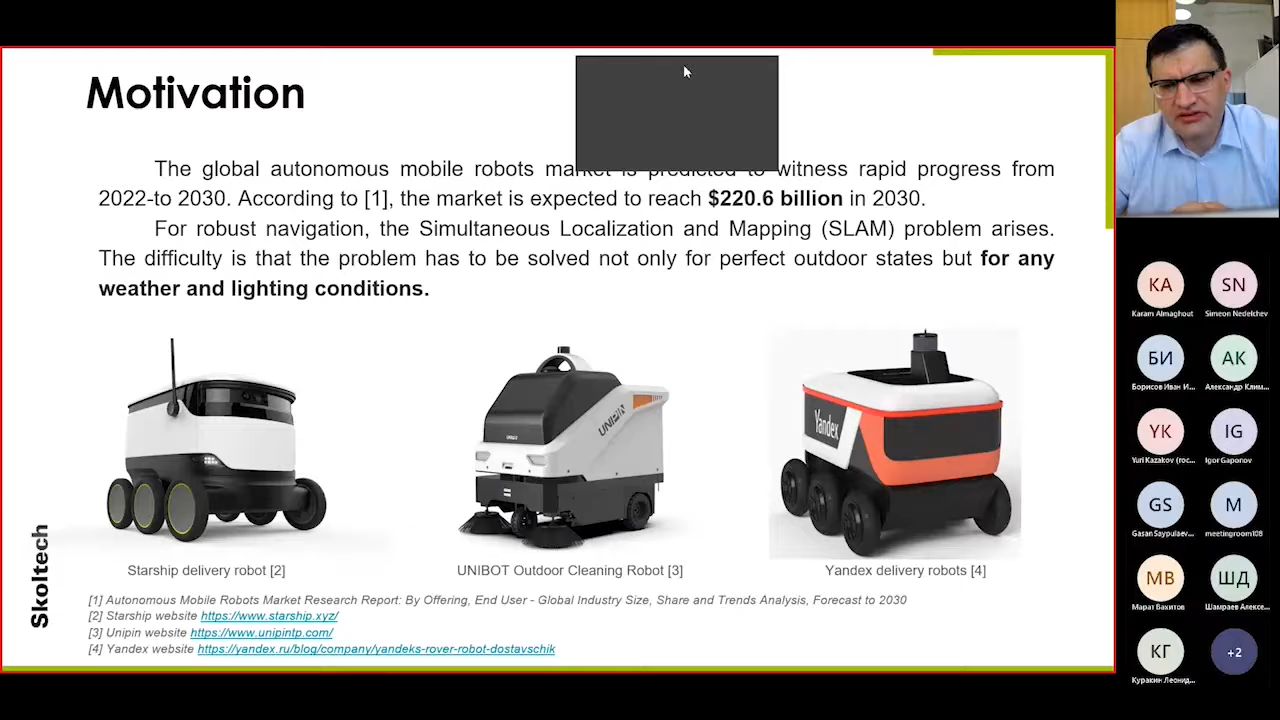 Motivation
The global autonomous mobile robots market is predicted to witness rapid progress from
2022-to 2030. According to [1], the market is expected to reach $220.6 billion in 2030.
For robust navigation, the Simultaneous Localization and Mapping (SLAM) problem arises.
The difficulty is that the problem has to be solved not only for perfect outdoor states but for any
weather and lighting conditions.
UNIBIN
Yandex
Starship delivery robot [2]
UNIBOT Outdoor Cleaning Robot [3]
Yandex delivery robots [4]
Skoltech
[1] Autonomous Mobile Robots Market Research Report: By Offering, End User - Global Industry Size, Share and Trends Analysis, Forecast to 2030
[2] Starship website https://www.starship.xyz/
[3] Unipin website https://www.unipintp.com/
[4] Yandex website https://yandex.ru/blog/company/yandeks-rover-robot-dostavschik
KA
SN
Karam Almaghout
Simeon Nedelchev
БИ
АК
Борисов Иван И...
Александр Клим...
YK
IG
Yuri Kazakov (гос...
Igor Gaponov
GS
M
Gasan Saypulaev...
meetingroom108
МВ
ШД
Марат Вахитов
Шамраев Алексе...
КГ
+2
Куракин Леонид...